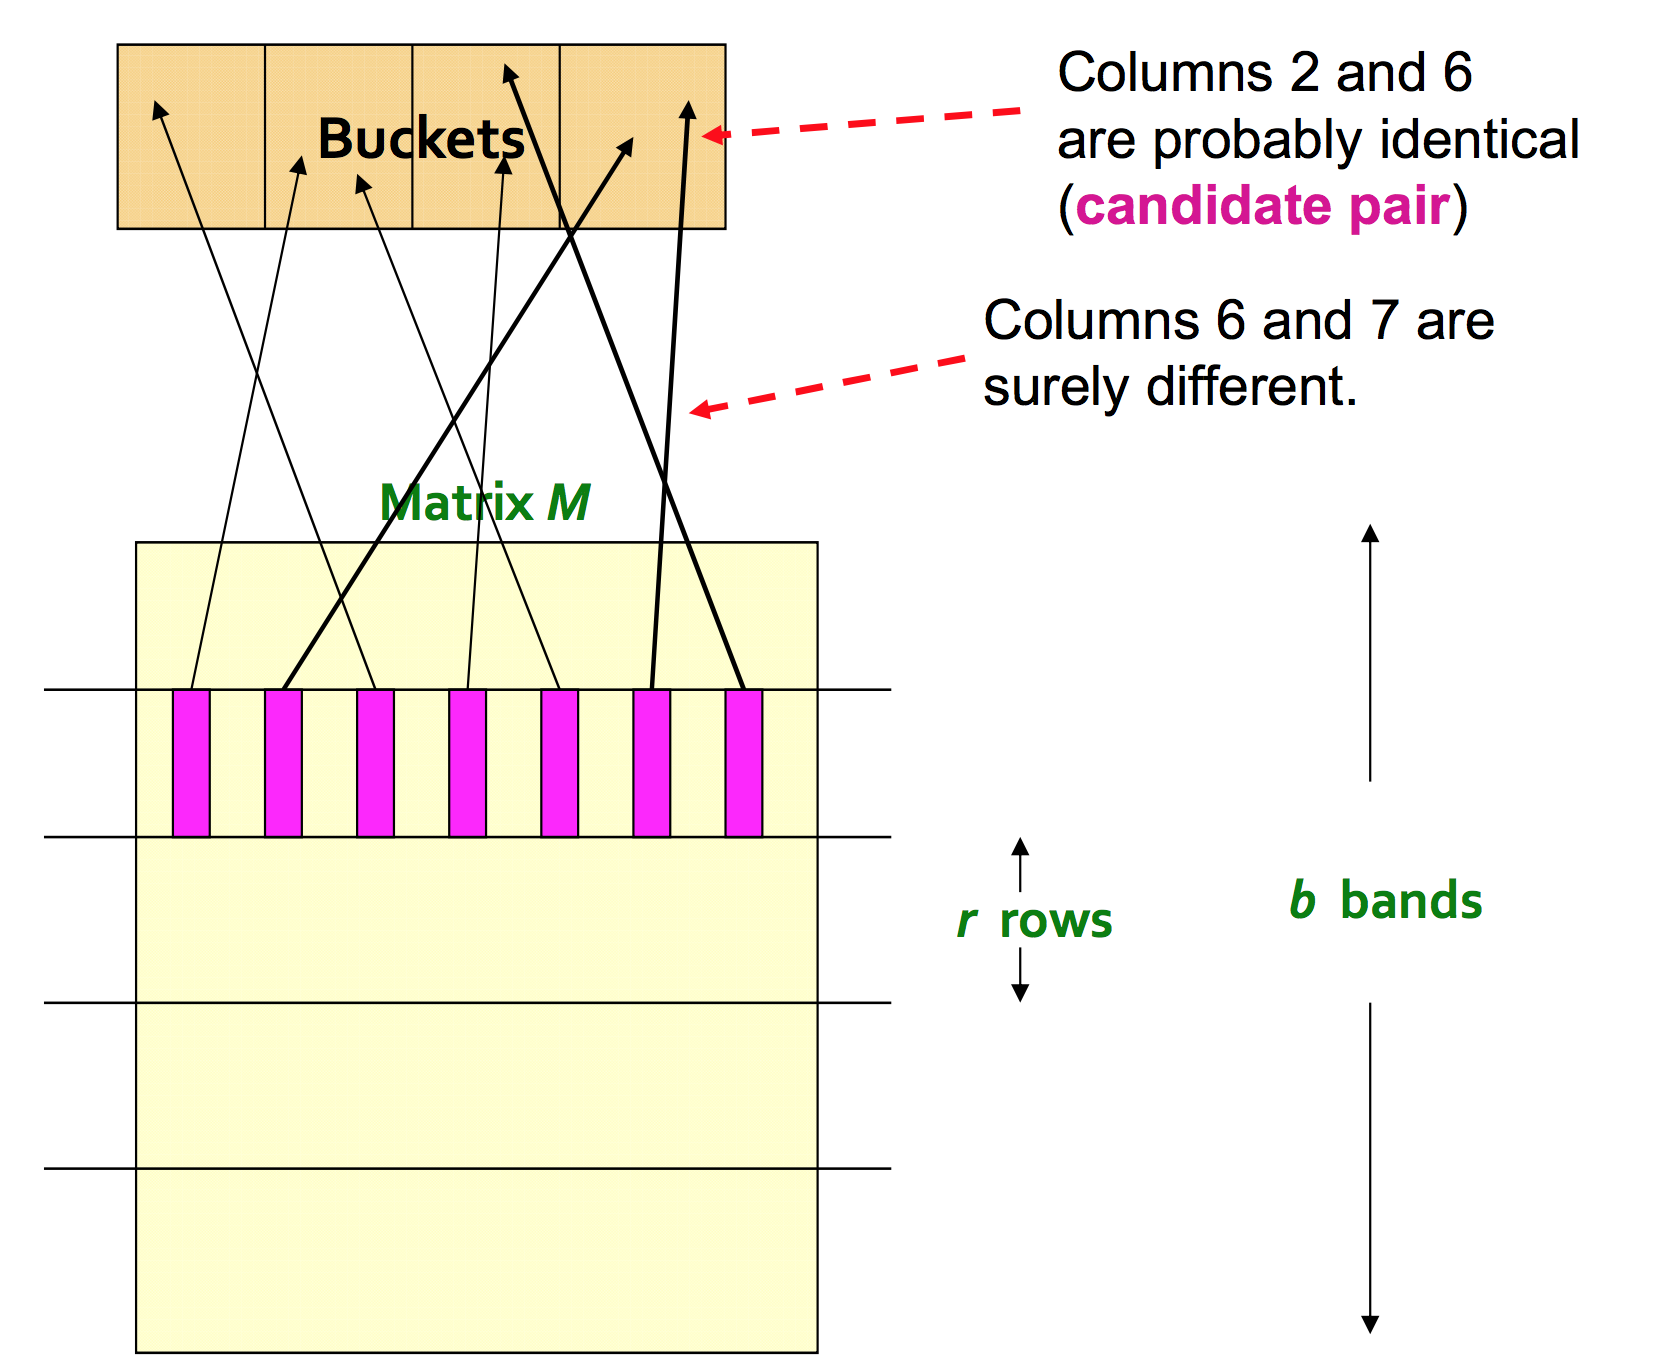 Buckets
Columns 2 and 6
are probably identical
(candidate pair)
Columns 6 and 7 are
surely different.
Matrix M
r rows
b bands